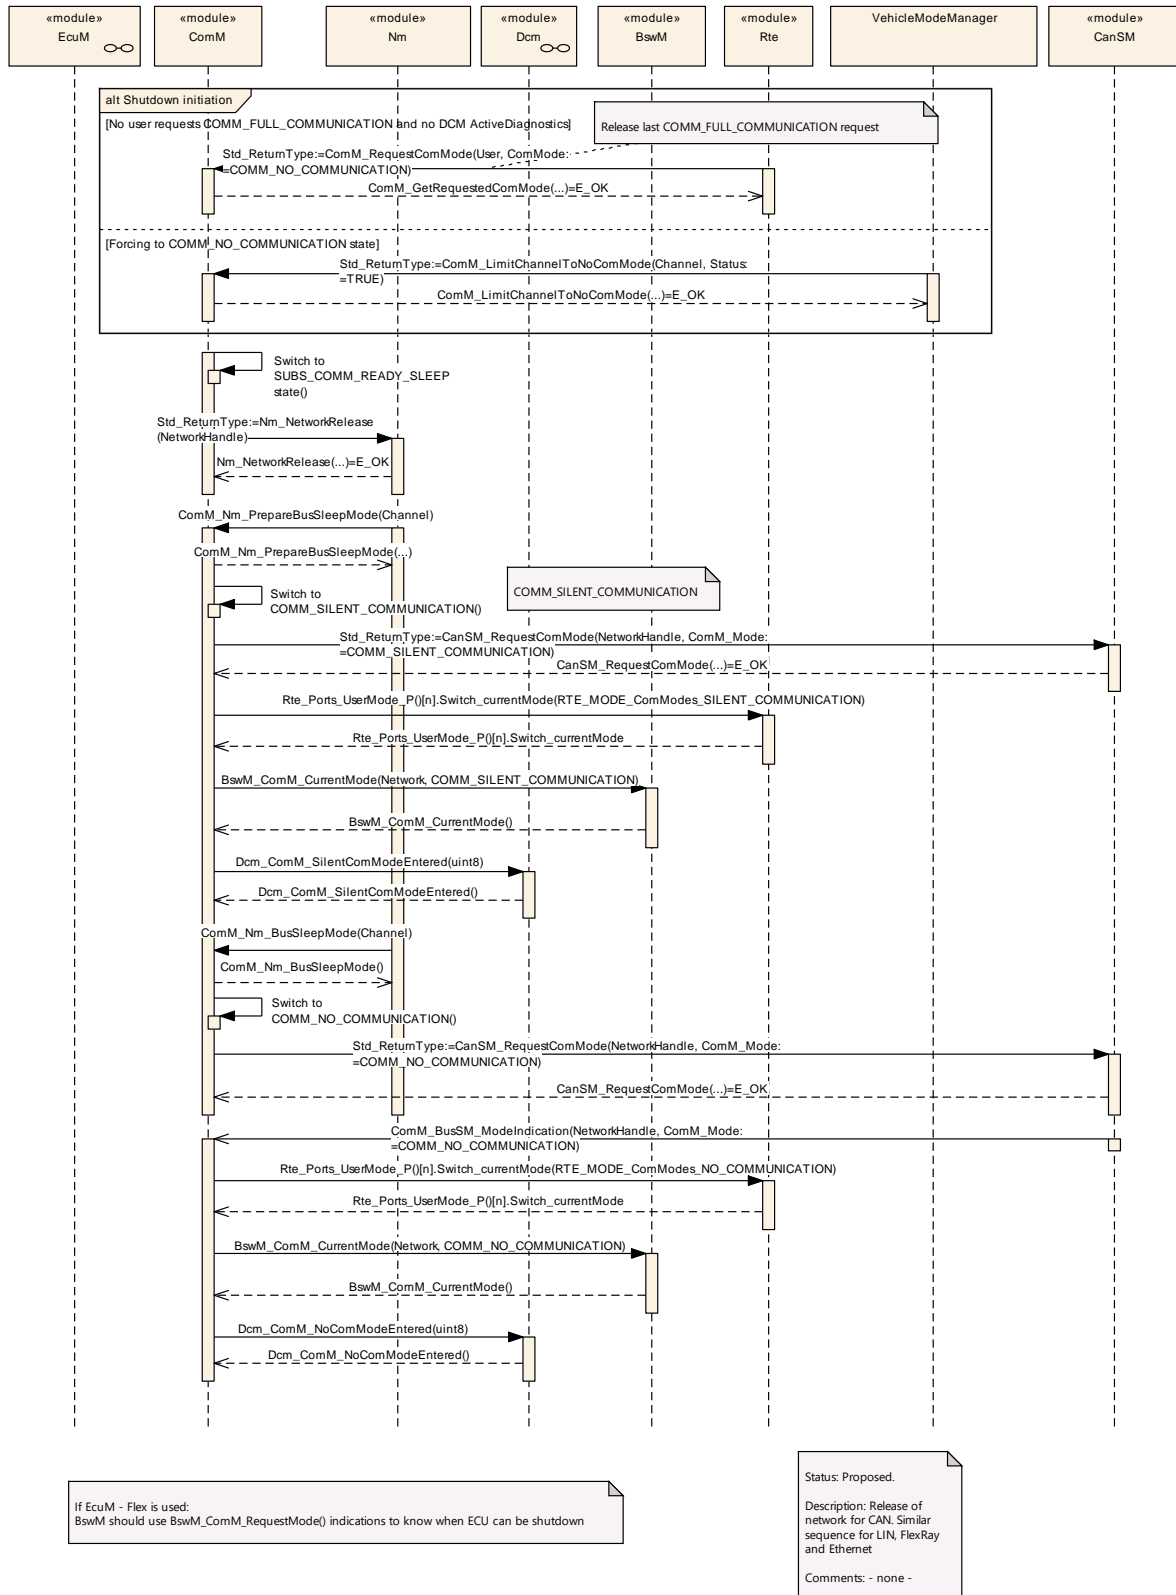 «module»
EcuM
«module»
ComM
«module»
Nm
«module»
Dcm
«module»
BswM
«module»
Rte
VehicleModeManager
«module»
CanSM
alt Shutdown initiation
[No user requests COMM_FULL_COMMUNICATION and no DCM ActiveDiagnostics]
Release last COMM_FULL_COMMUNICATION request
Std_ReturnType:=ComM_RequestComMode(User, ComMode:
=COMM_NO_COMMUNICATION)
ComM_GetRequestedComMode(...)=E_OK
[Forcing to COMM_NO_COMMUNICATION state]
Std_ReturnType:=ComM_LimitChannelToNoComMode(Channel, Status:
=TRUE)
ComM_LimitChannelToNoComMode(...)=E_OK
Switch to
SUBS_COMM_READY_SLEEP
state()
Std_ReturnType:=Nm_NetworkRelease
(NetworkHandle)
Nm_NetworkRelease(...)=E_OK
ComM_Nm_PrepareBusSleepMode(Channel)
ComM_Nm_PrepareBusSleepMode(...)
COMM_SILENT_COMMUNICATION
Switch to
COMM_SILENT_COMMUNICATION()
Std_ReturnType:=CanSM_RequestComMode(NetworkHandle, ComM_Mode:
=COMM_SILENT_COMMUNICATION)
CanSM_RequestComMode(...)=E_OK
Rte_Ports_UserMode_P()[n].Switch_currentMode(RTE_MODE_ComModes_SILENT_COMMUNICATION)
Rte_Ports_UserMode_P()[n].Switch_currentMode
BswM_ComM_CurrentMode(Network, COMM_SILENT_COMMUNICATION)
BswM_ComM_CurrentMode()
Dcm_ComM_SilentComModeEntered(uint8)
Dcm_ComM_SilentComModeEntered()
ComM_Nm_BusSleepMode(Channel)
ComM_Nm_BusSleepMode()
Switch to
COMM_NO_COMMUNICATION()
Std_ReturnType:=CanSM_RequestComMode(NetworkHandle, ComM_Mode:
=COMM_NO_COMMUNICATION)
CanSM_RequestComMode(...)=E_OK
ComM_BusSM_ModeIndication(NetworkHandle, ComM_Mode:
=COMM_NO_COMMUNICATION)
Rte_Ports_UserMode_P()[n].Switch_currentMode(RTE_MODE_ComModes_NO_COMMUNICATION)
Rte_Ports_UserMode_P()[n].Switch_currentMode
BswM_ComM_CurrentMode(Network, COMM_NO_COMMUNICATION)
BswM_ComM_CurrentMode()
Dcm_ComM_NoComModeEntered(uint8)
Dcm_ComM_NoComModeEntered()
If EcuM - Flex is used:
BswM should use BswM_ComM_RequestMode() indications to know when ECU can be shutdown
Status: Proposed.
Description: Release of
network for CAN. Similar
sequence for LIN, FlexRay
and Ethernet
Comments: - none -